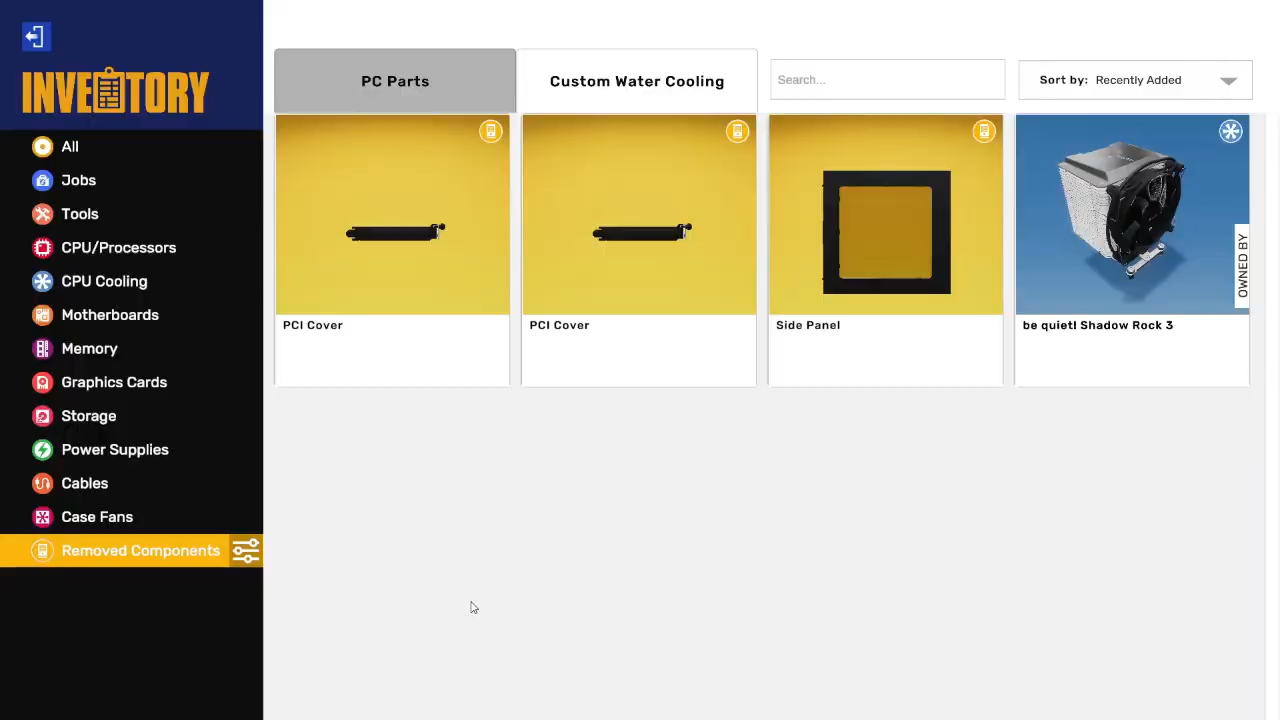 INVENTORY
All
Jobs
Tools
CPU/Processors
CPU Cooling
Motherboards
Memory
Graphics Cards
Storage
Power Supplies
Cables
Case Fans
Removed Components
PC Parts
Custom Water Cooling
Search...
Sort by: Recently Added
PCI Cover
PCI Cover
Side Panel
OWNED BY
be quiet! Shadow Rock 3